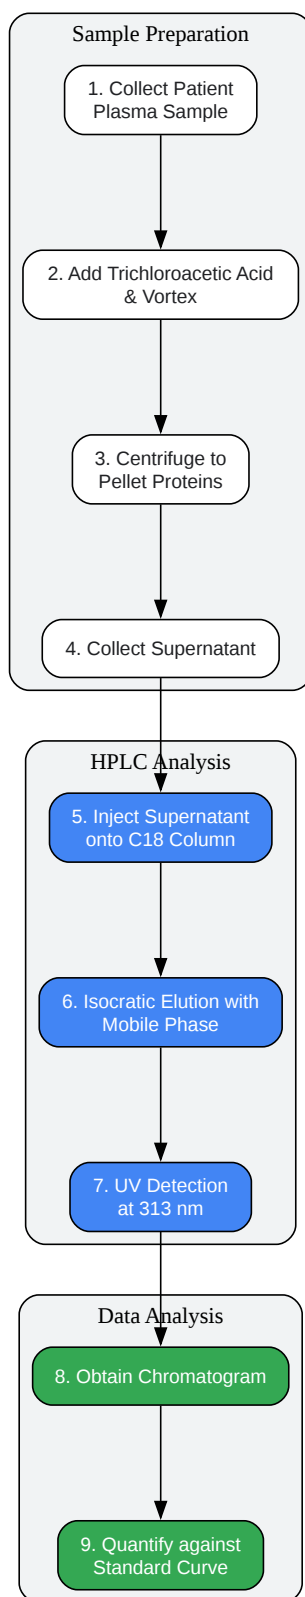 Sample Preparation
1. Collect Patient
Plasma Sample
2. Add Trichloroacetic Acid
& Vortex
3. Centrifuge to
Pellet Proteins
4. Collect Supernatant
HPLC Analysis
5. Inject Supernatant
onto C18 Column
6. Isocratic Elution with
Mobile Phase
7. UV Detection
at 313 nm
Data Analysis
8. Obtain Chromatogram
9. Quantify against
Standard Curve